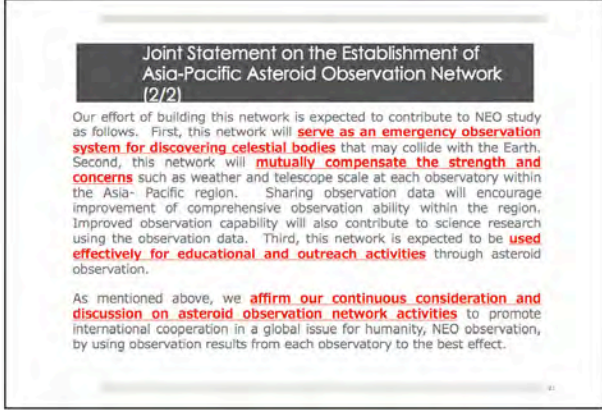 Joint Statement on the Establishment of
Asia-Pacific Asteroid Observation Network
(2/2)
Our effort of building this network is expected to contribute to NEO study
as follows. First, this network will serve as an emergency observation
system for discovering celestial bodies that may collide with the Earth.
Second, this network will mutually compensate the strength and
concerns such as weather and telescope scale at each observatory within
the Asia- Pacific region. Sharing observation data will encourage
improvement of comprehensive observation ability within the region.
Improved observation capability will also contribute to science research
using the observation data. Third, this network is expected to be used
effectively for educational and outreach activities through asteroid
observation.
As mentioned above, we affirm our continuous consideration and
discussion on asteroid observation network activities to promote
international cooperation in a global issue for humanity, NEO observation,
by using observation results from each observatory to the best effect.